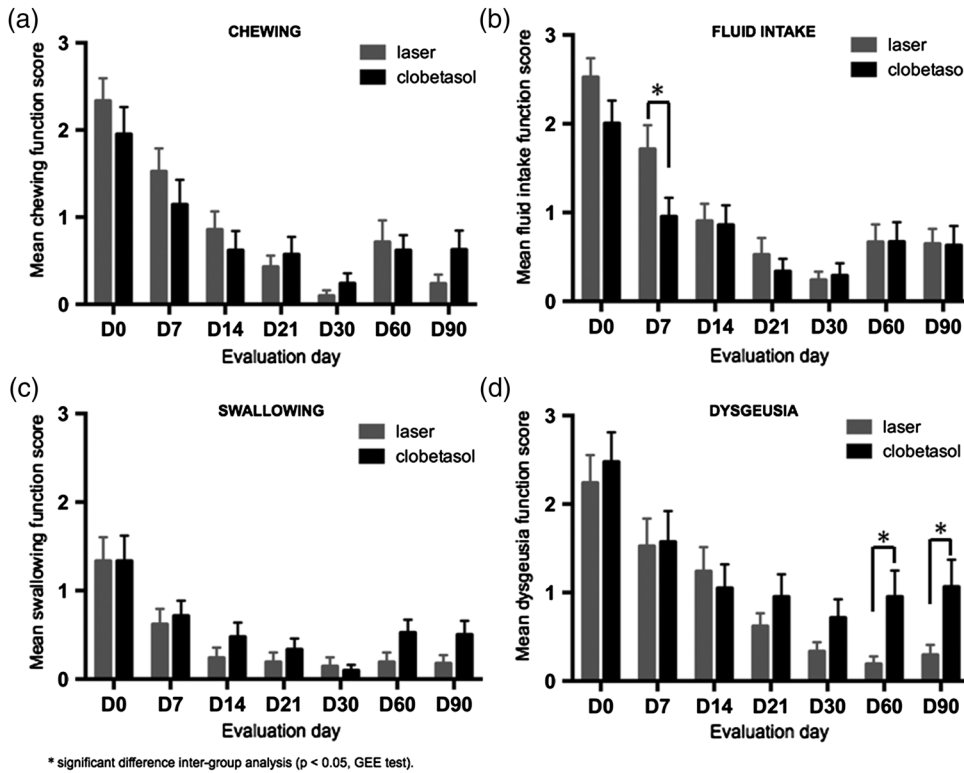 (a)
CHEWING
laser
clobetasol
Mean chewing function score
3
2
1
0
D0 D7 D14 D21 D30 D60 D90
Evaluation day
(b)
FLUID INTAKE
laser
clobetaso
Mean fluid intake function score
3
2
1
0
*
D0 D7 D14 D21 D30 D60 D90
Evaluation day
(c)
SWALLOWING
laser
clobetasol
Mean swallowing function score
3
2
1
0
D0 D7 D14 D21 D30 D60 D90
Evaluation day
(d)
DYSGEUSIA
laser
clobetasol
Mean dysgeusia function score
3
2
1
0
* *
D0 D7 D14 D21 D30 D60 D90
Evaluation day
* significant difference inter-group analysis (p < 0.05, GEE test).